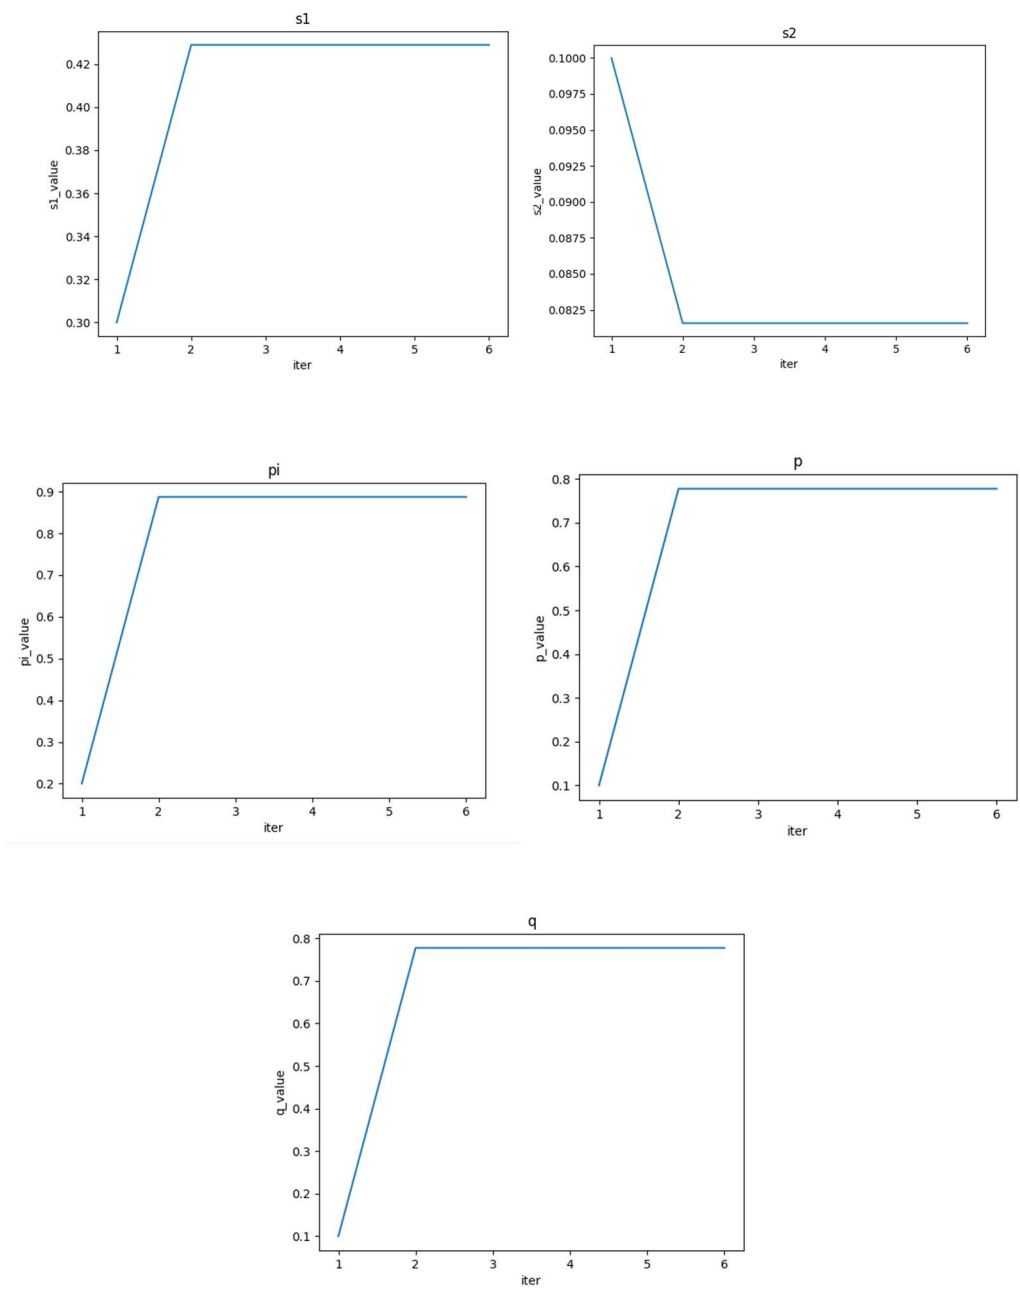 s1
0.42
0.40
0.38
0.36
0.34
0.32
0.30
s1_value
1 2 3 4 5 6
iter
s2
0.1000
0.0975
0.0950
0.0925
0.0900
0.0875
0.0850
0.0825
s2_value
1 2 3 4 5 6
iter
pi
0.9
0.8
0.7
0.6
0.5
0.4
0.3
0.2
pi_value
1 2 3 4 5 6
iter
p
0.8
0.7
0.6
0.5
0.4
0.3
0.2
0.1
p_value
1 2 3 4 5 6
iter
q
0.8
0.7
0.6
0.5
0.4
0.3
0.2
0.1
q_value
1 2 3 4 5 6
iter